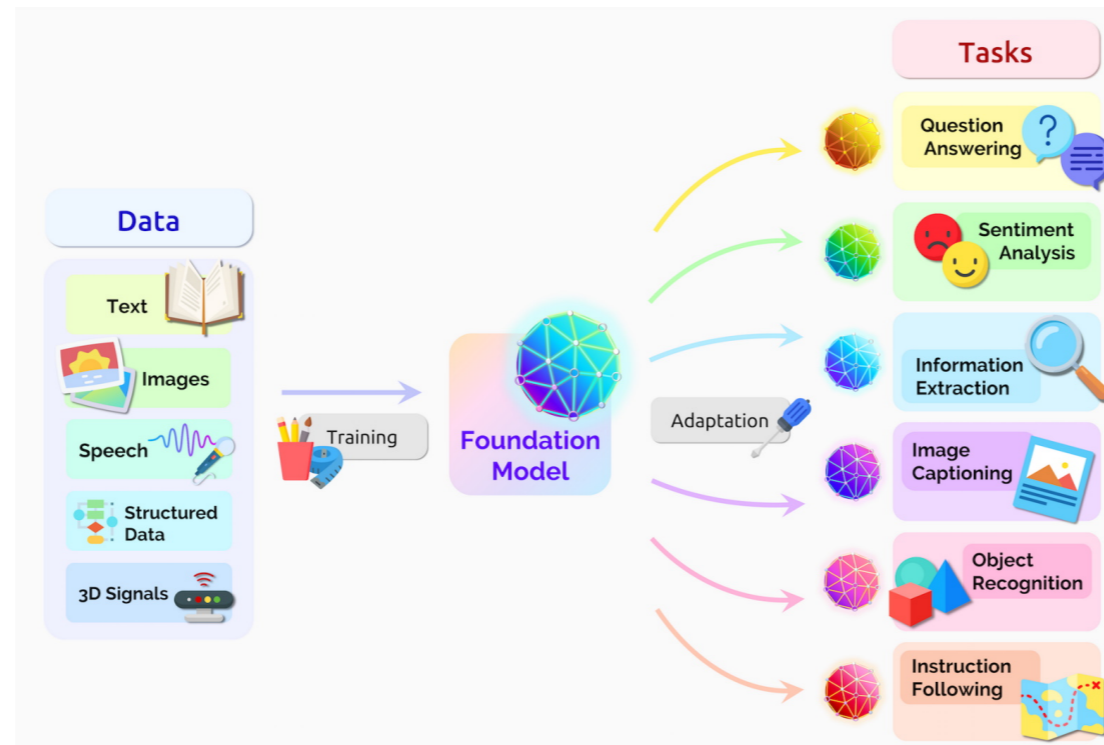 Data
Text
Images
Speech
Structured
Data
3D Signals
Training
Foundation
Model
Adaptation
Tasks
Question
Answering
Sentiment
Analysis
Information
Extraction
Image
Captioning
Object
Recognition
Instruction
Following